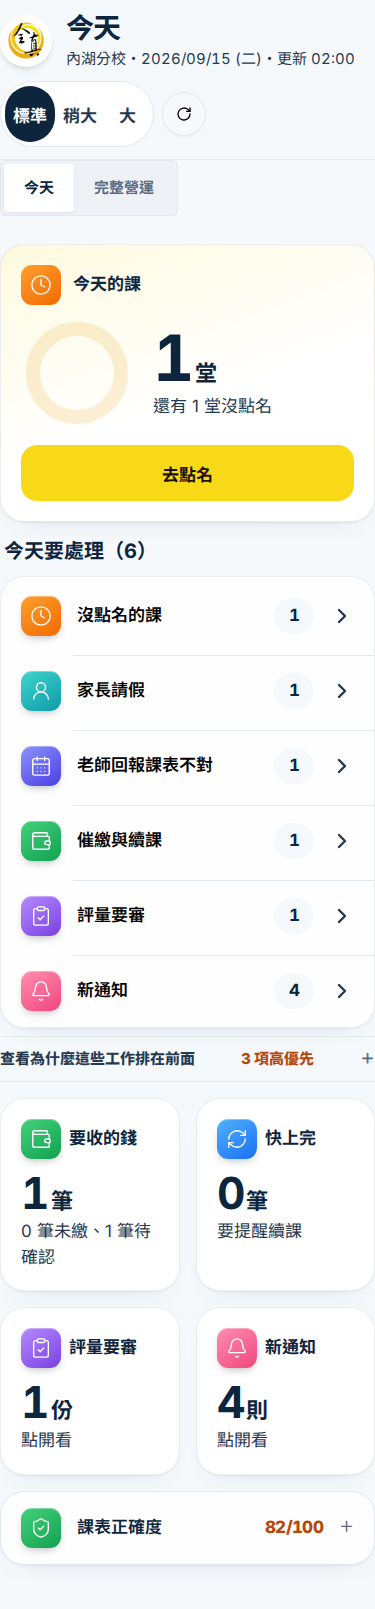 全真
今天
內湖分校・2026/09/15 (二)・更新 02:00
標準 稍大 大
今天 完整營運
今天的課
1堂
還有 1 堂沒點名
去點名
今天要處理（6）
沒點名的課 1
家長請假 1
老師回報課表不對 1
催繳與續課 1
評量要審 1
新通知 4
查看為什麼這些工作排在前面 3 項高優先 +
要收的錢
1筆
0 筆未繳、1 筆待
確認
快上完
0筆
要提醒續課
評量要審
1份
點開看
新通知
4則
點開看
課表正確度 82/100 +